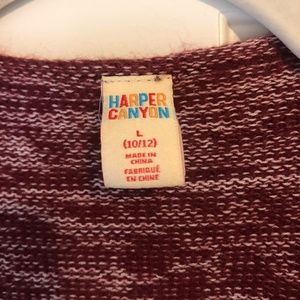 HARPER
CANYON
L
(10/12)
MADE IN
CHINA
FABRIQUÉ
EN CHINE